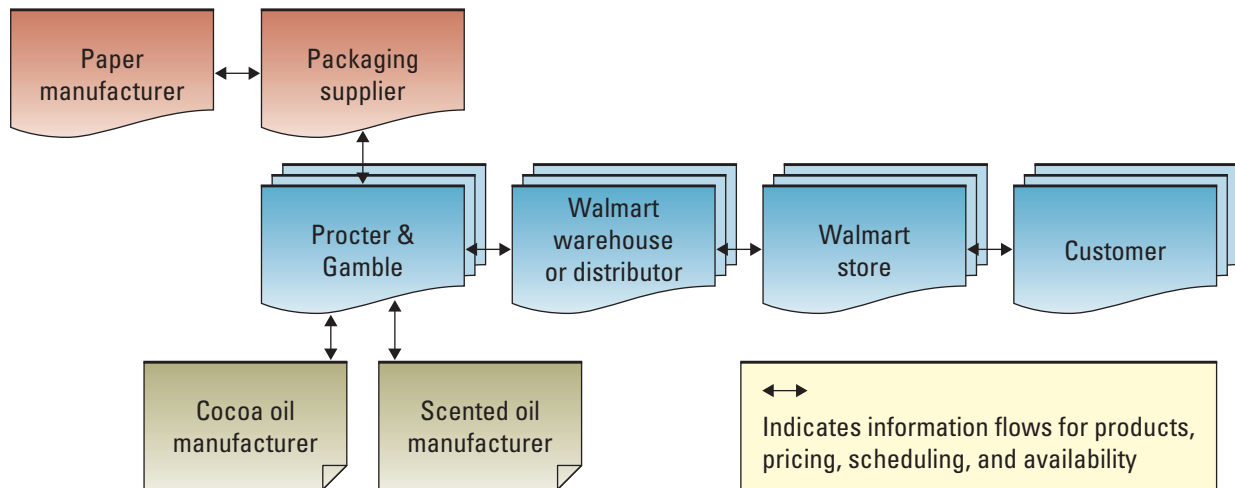 Paper
manufacturer
Packaging
supplier
Procter &
Gamble
Walmart
warehouse
or distributor
Walmart
store
Customer
Cocoa oil
manufacturer
Scented oil
manufacturer
Indicates information flows for products,
pricing, scheduling, and availability